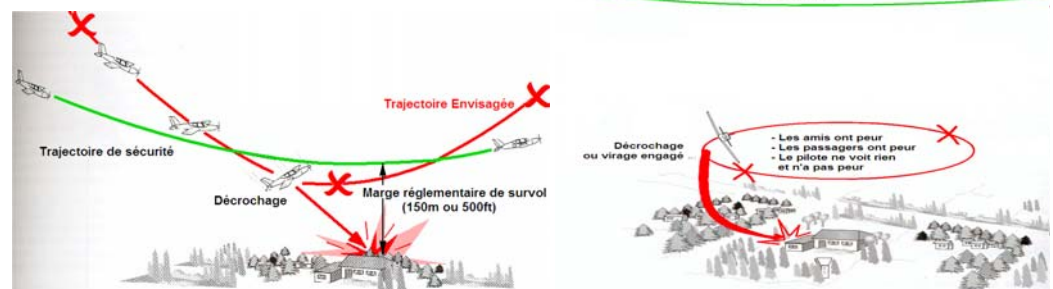 Trajectoire Envisagée
Trajectoire de sécurité
Décrochage
Marge réglementaire de survol
(150m ou 500ft)
Décrochage
ou virage engagé
- Les amis ont peur
- Les passagers ont peur
- Le pilote ne voit rien
et n'a pas peur